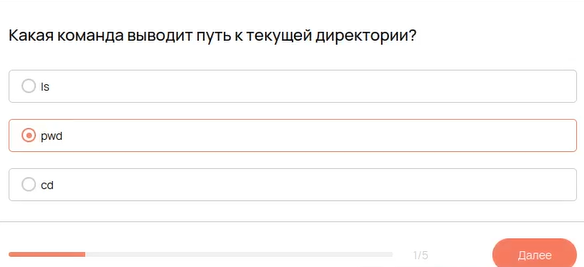 Какая команда выводит путь к текущей директории?
ls
pwd
cd
1/5
Далее